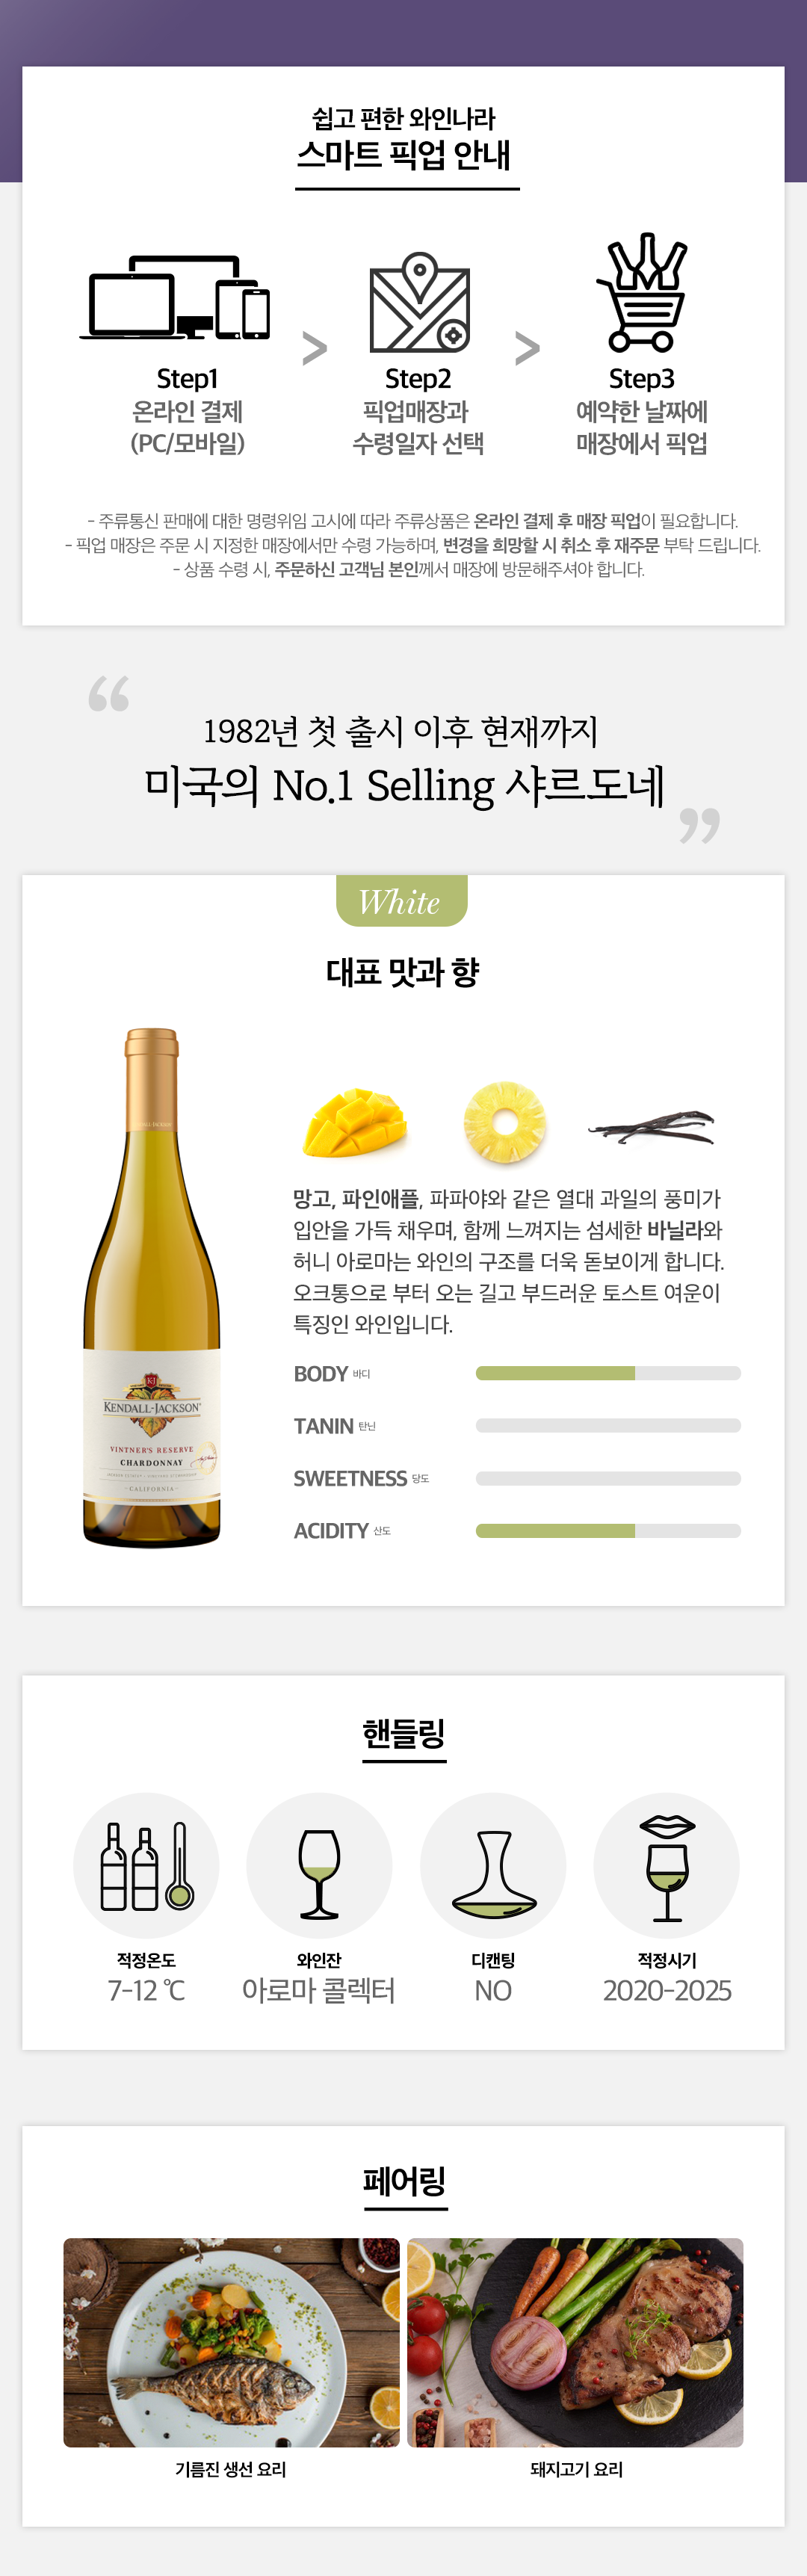 쉽고 편한 와인나라
스마트 픽업 안내
Step1
온라인 결제
(PC/모바일)
>
Step2
픽업매장과
수령일자 선택
>
Step3
예약한 날짜에
매장에서 픽업
- 주류통신 판매에 대한 명령위임 고시에 따라 주류상품은 온라인 결제 후 매장 픽업이 필요합니다.
- 픽업 매장은 주문 시 지정한 매장에서만 수령 가능하며, 변경을 희망할 시 취소 후 재주문 부탁 드립니다.
- 상품 수령 시, 주문하신 고객님 본인께서 매장에 방문해주셔야 합니다.
“
1982년 첫 출시 이후 현재까지
미국의 No.1 Selling 샤르도네
”
White
대표 맛과 향
망고, 파인애플, 파파야와 같은 열대 과일의 풍미가
입안을 가득 채우며, 함께 느껴지는 섬세한 바닐라와
허니 아로마는 와인의 구조를 더욱 돋보이게 합니다.
오크통으로 부터 오는 길고 부드러운 토스트 여운이
특징인 와인입니다.
KJ
KENDALL-JACKSON
VINTNER'S RESERVE
CHARDONNAY
CALIFORNIA
BODY 바디
TANIN 탄닌
SWEETNESS 당도
ACIDITY 산도
핸들링
적정온도
7-12 ℃
와인잔
아로마 콜렉터
디캔팅
NO
적정시기
2020-2025
페어링
기름진 생선 요리
돼지고기 요리